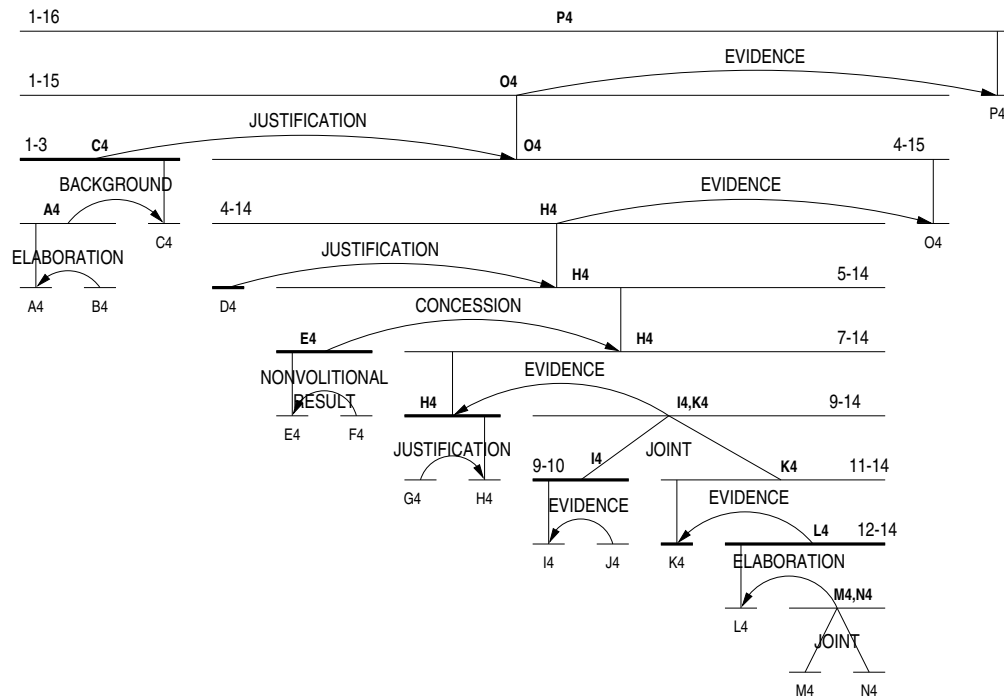 1-16 P4
EVIDENCE
1-15 O4
P4
JUSTIFICATION
1-3 C4 O4 4-15
BACKGROUND EVIDENCE
A4 4-14 H4
C4 O4
ELABORATION JUSTIFICATION
H4 5-14
A4 B4 D4
CONCESSION
E4 H4 7-14
NONVOLITIONAL EVIDENCE
RESULT H4 I4,K4 9-14
E4 F4
JUSTIFICATION 9-10 I4 JOINT K4 11-14
G4 H4
EVIDENCE EVIDENCE
L4 12-14
I4 J4 K4
ELABORATION
M4,N4
L4
JOINT
M4 N4